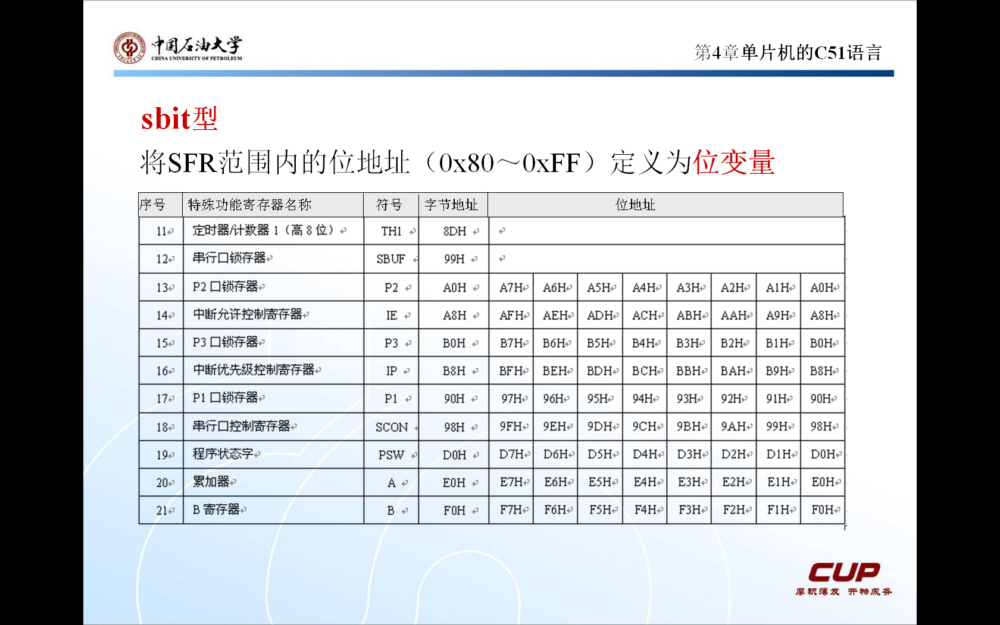 中国石油大学
CHINA UNIVERSITY OF PETROLEUM
第4章单片机的C51语言
sbit型
将SFR范围内的位地址（0x80～0xFF）定义为位变量
序号 特殊功能寄存器名称 符号 字节地址 位地址
11 定时器/计数器 1（高 8 位） TH1 8DH
12 串行口锁存器 SBUF 99H
13 P2 口锁存器 P2 A0H A7H A6H A5H A4H A3H A2H A1H A0H
14 中断允许控制寄存器 IE A8H AFH AEH ADH ACH ABH AAH A9H A8H
15 P3 口锁存器 P3 B0H B7H B6H B5H B4H B3H B2H B1H B0H
16 中断优先级控制寄存器 IP B8H BFH BEH BDH BCH BBH BAH B9H B8H
17 P1 口锁存器 P1 90H 97H 96H 95H 94H 93H 92H 91H 90H
18 串行口控制寄存器 SCON 98H 9FH 9EH 9DH 9CH 9BH 9AH 99H 98H
19 程序状态字 PSW D0H D7H D6H D5H D4H D3H D2H D1H D0H
20 累加器 A E0H E7H E6H E5H E4H E3H E2H E1H E0H
21 B 寄存器 B F0H F7H F6H F5H F4H F3H F2H F1H F0H
CUP
厚积薄发 开物成务